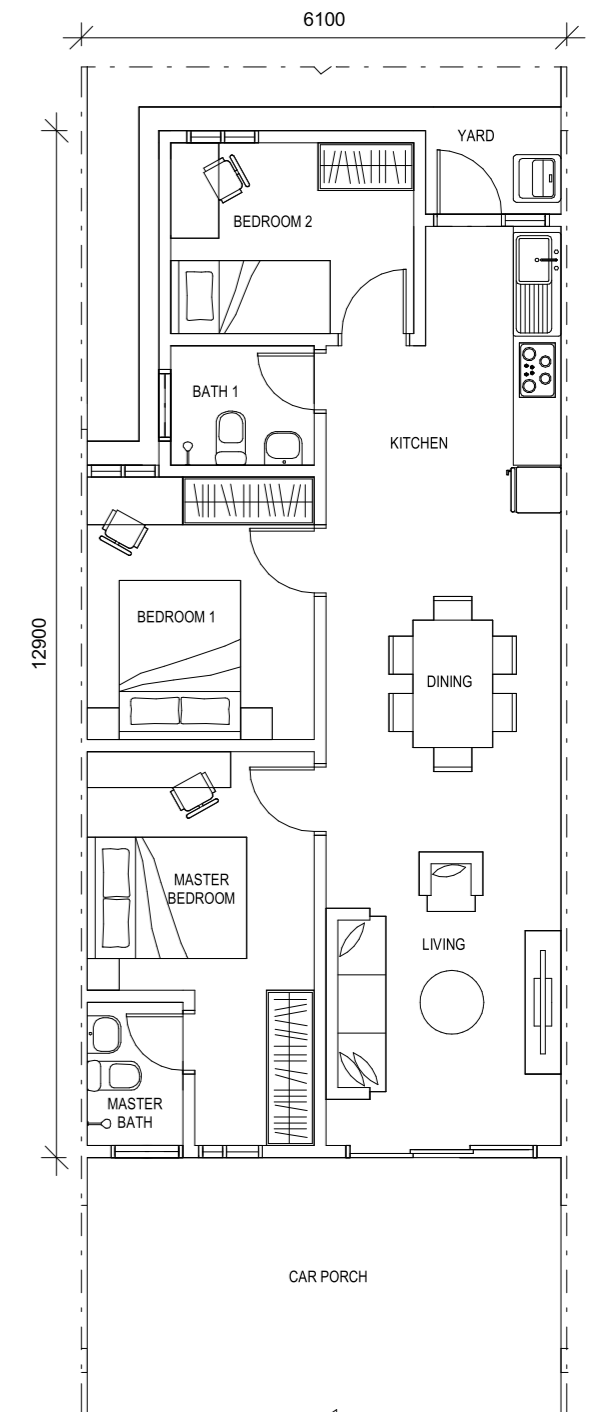 6100
YARD
BEDROOM 2
BATH 1
KITCHEN
BEDROOM 1
12900
DINING
MASTER
BEDROOM
LIVING
MASTER
BATH
CAR PORCH